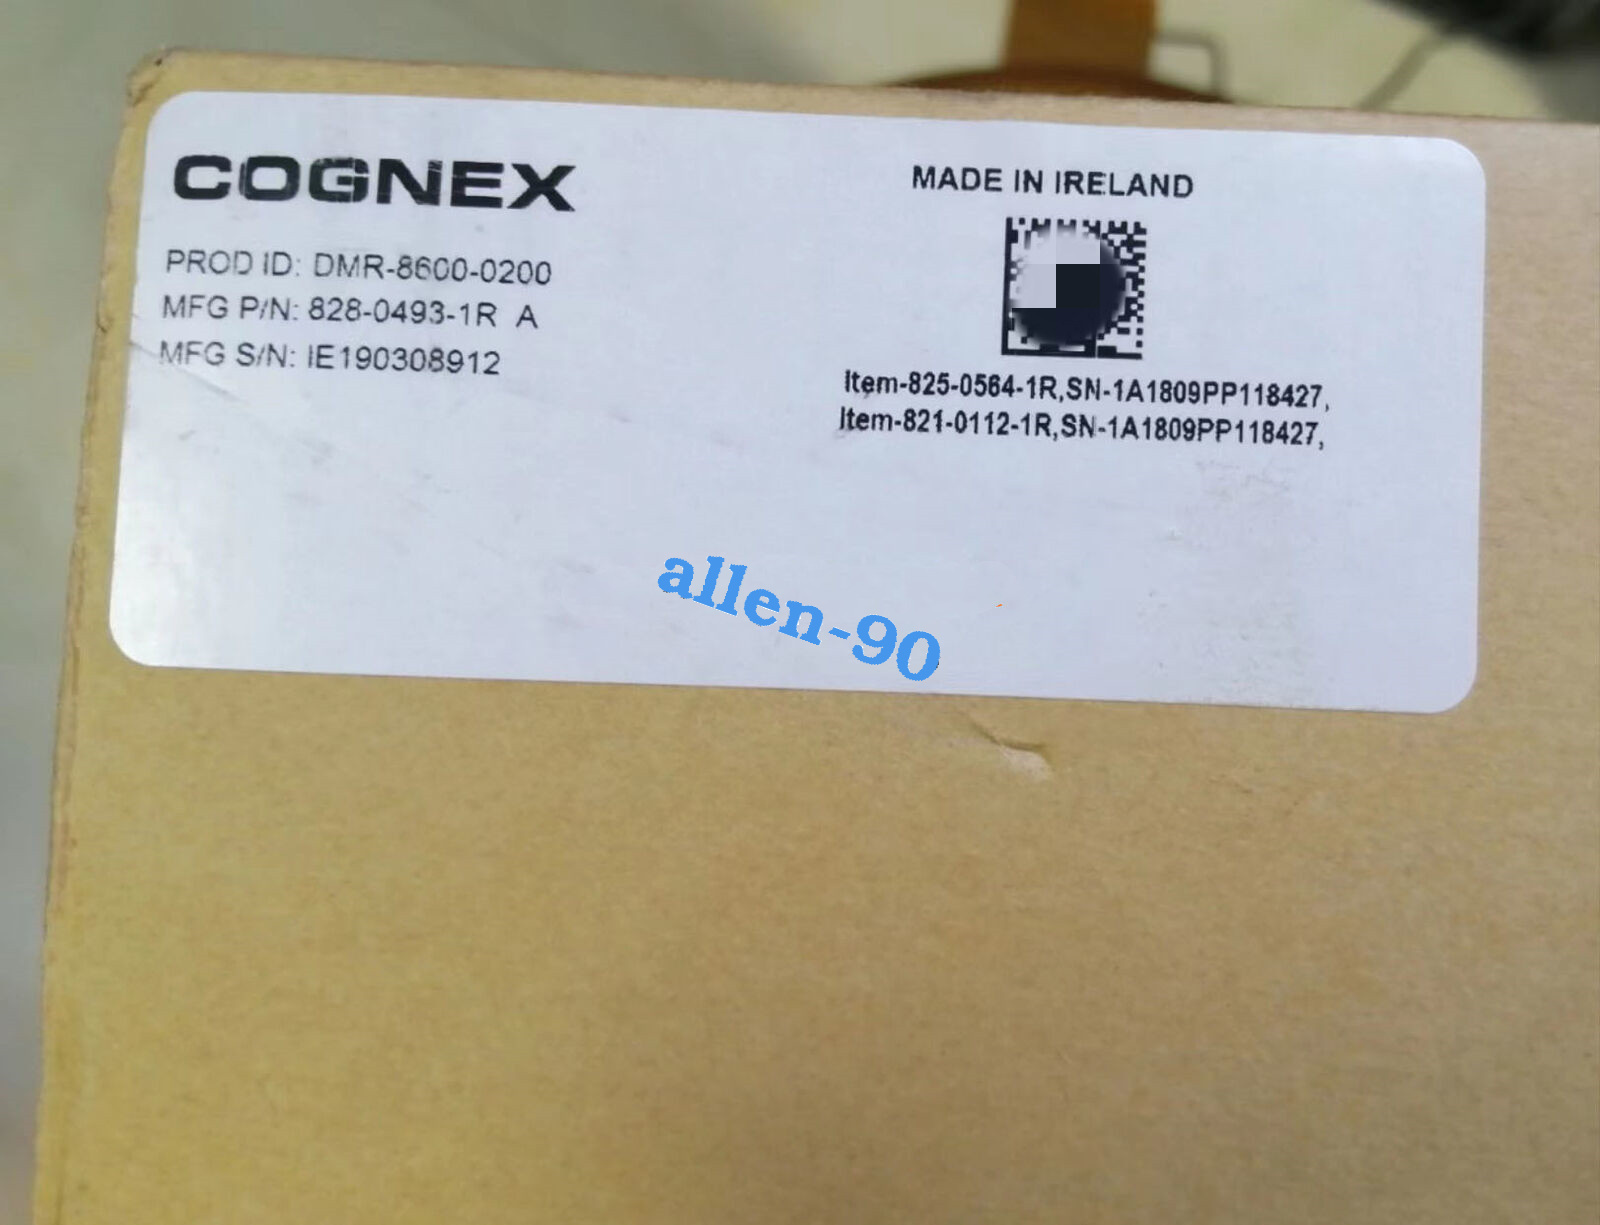 COGNEX
PROD ID: DMR-8600-0200
MFG P/N: 828-0493-1R A
MFG S/N: IE190308912
MADE IN IRELAND
Item-825-0564-1R,SN-1A1809PP118427,
Item-821-0112-1R,SN-1A1809PP118427,
allen-90